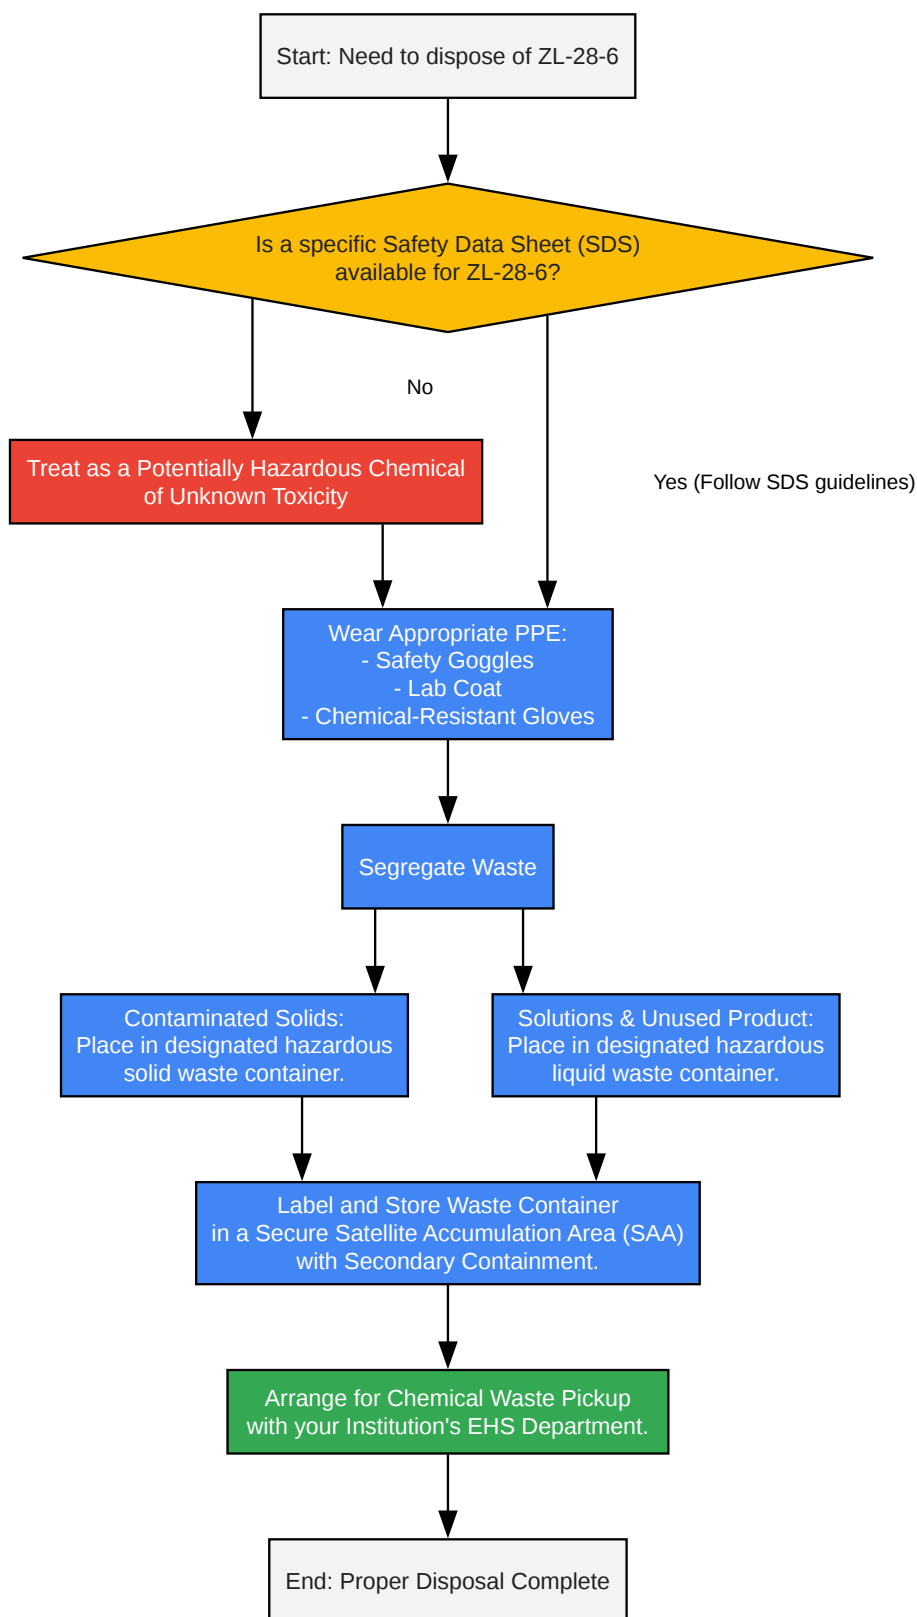 Start: Need to dispose of ZL-28-6
Is a specific Safety Data Sheet (SDS)
available for ZL-28-6?
No
Treat as a Potentially Hazardous Chemical
of Unknown Toxicity
Yes (Follow SDS guidelines)
Wear Appropriate PPE:
- Safety Goggles
- Lab Coat
- Chemical-Resistant Gloves
Segregate Waste
Contaminated Solids:
Place in designated hazardous
solid waste container.
Solutions & Unused Product:
Place in designated hazardous
liquid waste container.
Label and Store Waste Container
in a Secure Satellite Accumulation Area (SAA)
with Secondary Containment.
Arrange for Chemical Waste Pickup
with your Institution's EHS Department.
End: Proper Disposal Complete